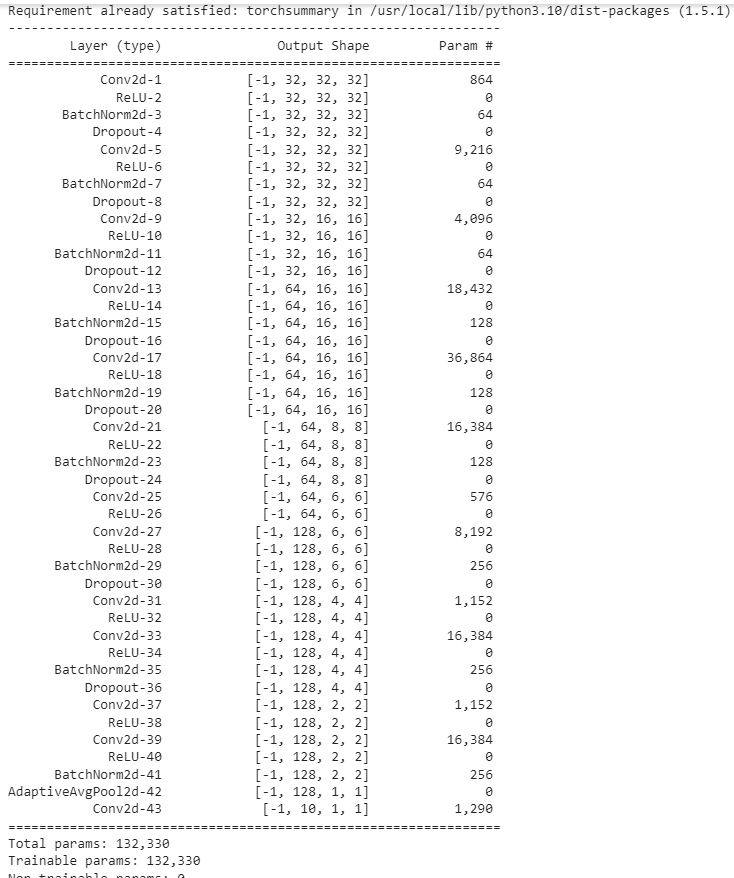 Requirement already satisfied: torchsummary in /usr/local/lib/python3.10/dist-packages (1.5.1)
----------------------------------------------------------------
Layer (type) Output Shape Param #
================================================================
Conv2d-1 [-1, 32, 32, 32] 864
ReLU-2 [-1, 32, 32, 32] 0
BatchNorm2d-3 [-1, 32, 32, 32] 64
Dropout-4 [-1, 32, 32, 32] 0
Conv2d-5 [-1, 32, 32, 32] 9,216
ReLU-6 [-1, 32, 32, 32] 0
BatchNorm2d-7 [-1, 32, 32, 32] 64
Dropout-8 [-1, 32, 32, 32] 0
Conv2d-9 [-1, 32, 16, 16] 4,096
ReLU-10 [-1, 32, 16, 16] 0
BatchNorm2d-11 [-1, 32, 16, 16] 64
Dropout-12 [-1, 32, 16, 16] 0
Conv2d-13 [-1, 64, 16, 16] 18,432
ReLU-14 [-1, 64, 16, 16] 0
BatchNorm2d-15 [-1, 64, 16, 16] 128
Dropout-16 [-1, 64, 16, 16] 0
Conv2d-17 [-1, 64, 16, 16] 36,864
ReLU-18 [-1, 64, 16, 16] 0
BatchNorm2d-19 [-1, 64, 16, 16] 128
Dropout-20 [-1, 64, 16, 16] 0
Conv2d-21 [-1, 64, 8, 8] 16,384
ReLU-22 [-1, 64, 8, 8] 0
BatchNorm2d-23 [-1, 64, 8, 8] 128
Dropout-24 [-1, 64, 8, 8] 0
Conv2d-25 [-1, 64, 6, 6] 576
ReLU-26 [-1, 64, 6, 6] 0
Conv2d-27 [-1, 128, 6, 6] 8,192
ReLU-28 [-1, 128, 6, 6] 0
BatchNorm2d-29 [-1, 128, 6, 6] 256
Dropout-30 [-1, 128, 6, 6] 0
Conv2d-31 [-1, 128, 4, 4] 1,152
ReLU-32 [-1, 128, 4, 4] 0
Conv2d-33 [-1, 128, 4, 4] 16,384
ReLU-34 [-1, 128, 4, 4] 0
BatchNorm2d-35 [-1, 128, 4, 4] 256
Dropout-36 [-1, 128, 4, 4] 0
Conv2d-37 [-1, 128, 2, 2] 1,152
ReLU-38 [-1, 128, 2, 2] 0
Conv2d-39 [-1, 128, 2, 2] 16,384
ReLU-40 [-1, 128, 2, 2] 0
BatchNorm2d-41 [-1, 128, 2, 2] 256
AdaptiveAvgPool2d-42 [-1, 128, 1, 1] 0
Conv2d-43 [-1, 10, 1, 1] 1,290
================================================================
Total params: 132,330
Trainable params: 132,330
Non-trainable params: 0